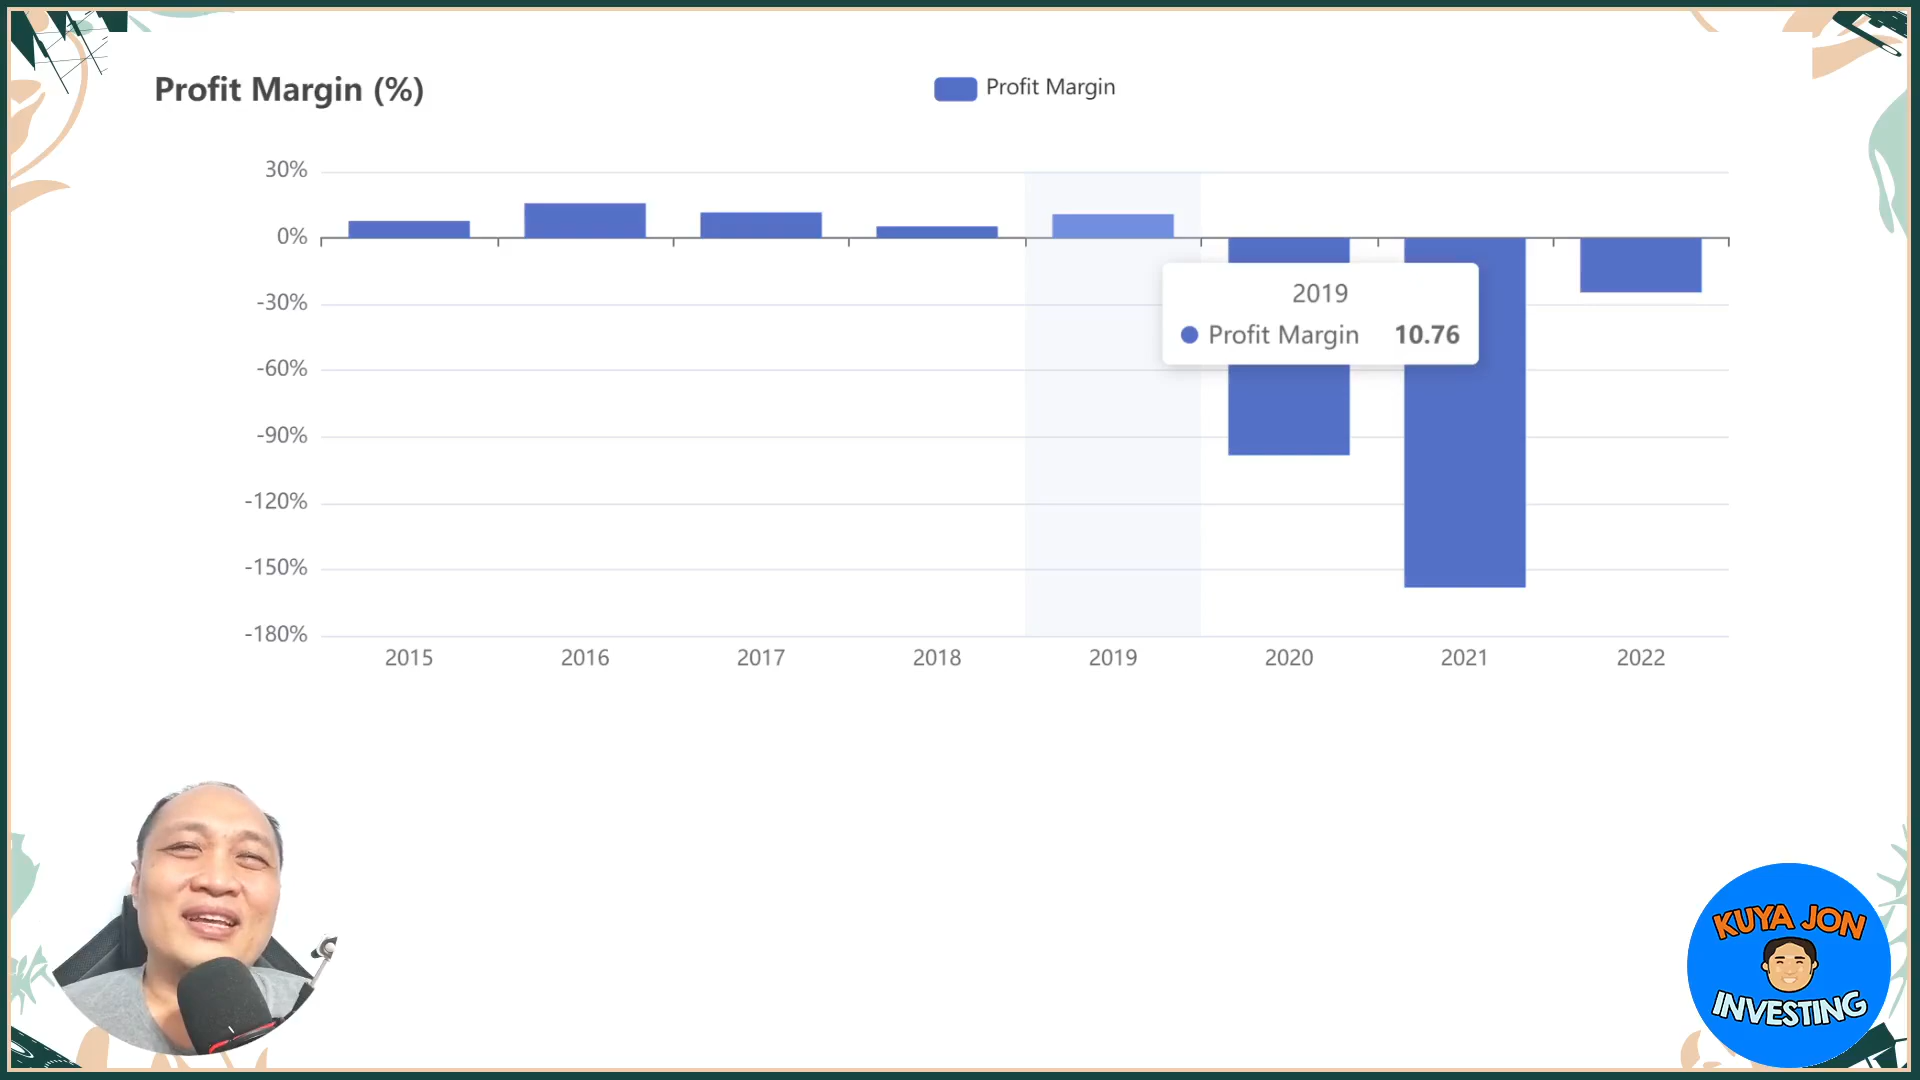 Profit Margin (%)
Profit Margin
30%
0%
-30%
-60%
-90%
-120%
-150%
-180%
2019
Profit Margin 10.76
2015 2016 2017 2018 2019 2020 2021 2022
KUYA JON
INVESTING